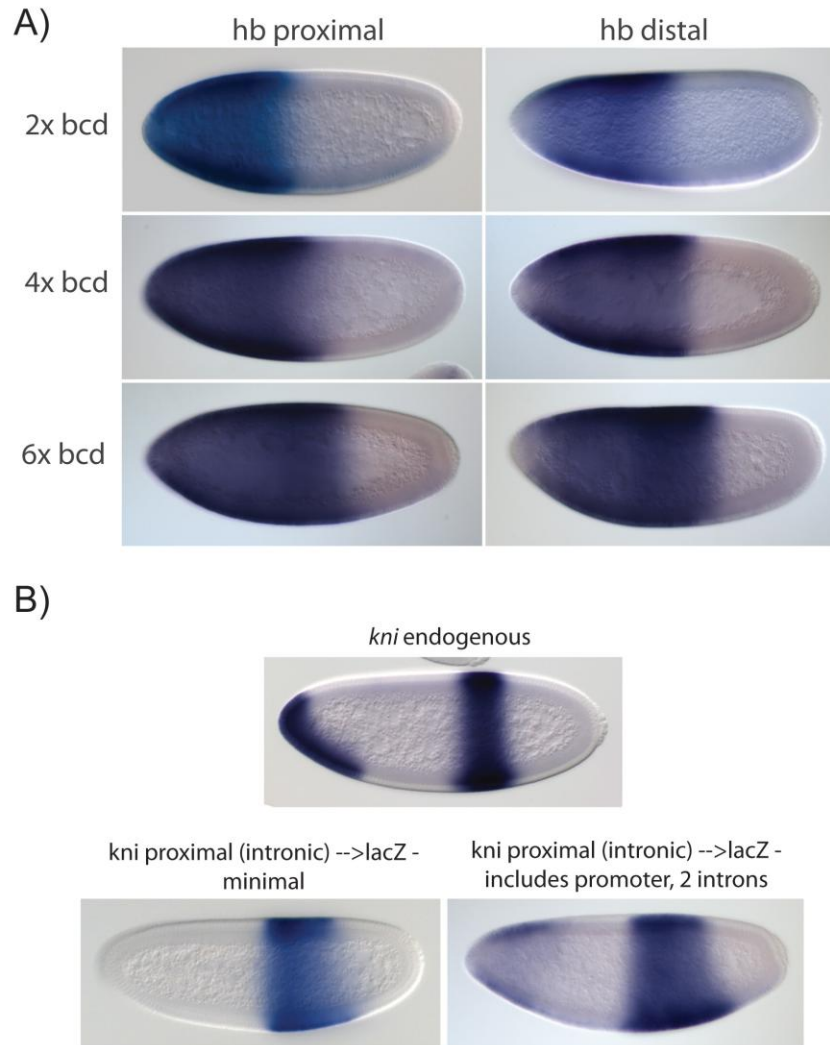 A)
hb proximal
hb distal
2x bcd
4x bcd
6x bcd
B)
kni endogenous
kni proximal (intronic) -->lacZ -
minimal
kni proximal (intronic) -->lacZ -
includes promoter, 2 introns